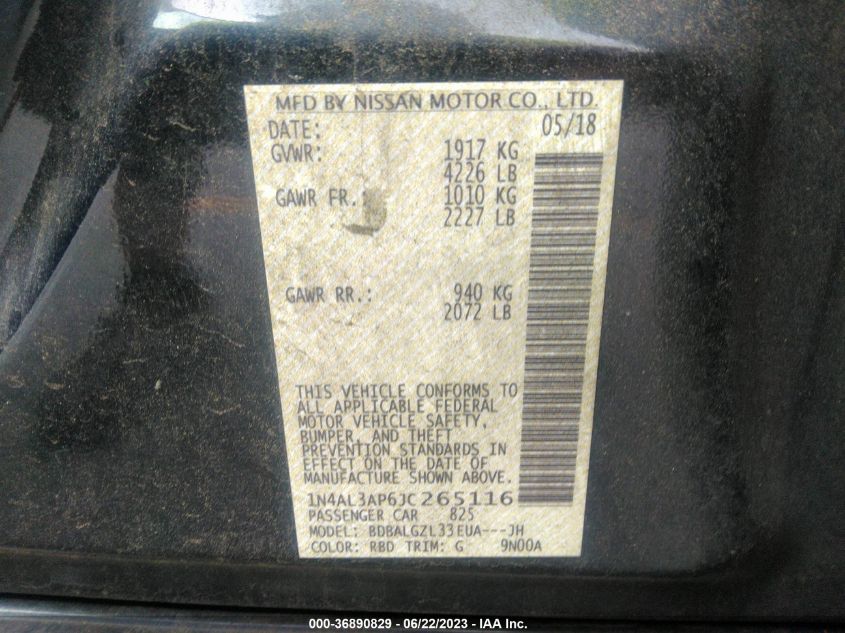 MFD BY NISSAN MOTOR CO., LTD.
DATE: 05/18
GVWR: 1917 KG
4226 LB
GAWR FR.: 1010 KG
2227 LB
GAWR RR.: 940 KG
2072 LB
THIS VEHICLE CONFORMS TO
ALL APPLICABLE FEDERAL
MOTOR VEHICLE SAFETY,
BUMPER, AND THEFT
PREVENTION STANDARDS IN
EFFECT ON THE DATE OF
MANUFACTURE SHOWN ABOVE.
1N4AL3AP6JC265116
PASSENGER CAR 825
MODEL: BDBALGZL33EUA---JH
COLOR: RBD TRIM: G 9N00A
000-36890829 - 06/22/2023 - IAA Inc.